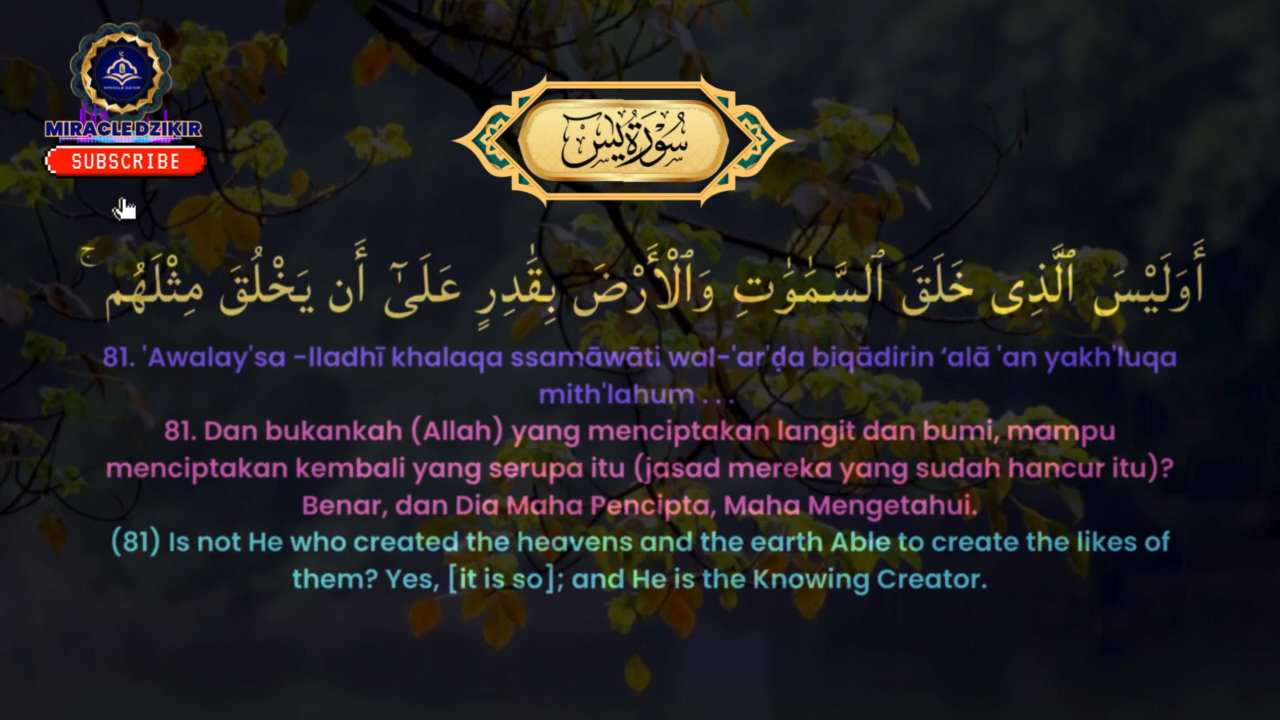 MIRACLE DZIKIR
MIRACLE DZIKIR
SUBSCRIBE
سُوْرَةُ يٰسٓ
أَوَلَيْسَ ٱلَّذِى خَلَقَ ٱلسَّمَٰوَٰتِ وَٱلْأَرْضَ بِقَٰدِرٍ عَلَىٰٓ أَن يَخْلُقَ مِثْلَهُم ۚ
81. 'Awalay'sa -lladhī khalaqa ssamāwāti wal-'ar'ḍa biqādirin ‘alā 'an yakh'luqa
mith'lahum . . .
81. Dan bukankah (Allah) yang menciptakan langit dan bumi, mampu
menciptakan kembali yang serupa itu (jasad mereka yang sudah hancur itu)?
Benar, dan Dia Maha Pencipta, Maha Mengetahui.
(81) Is not He who created the heavens and the earth Able to create the likes of
them? Yes, [it is so]; and He is the Knowing Creator.